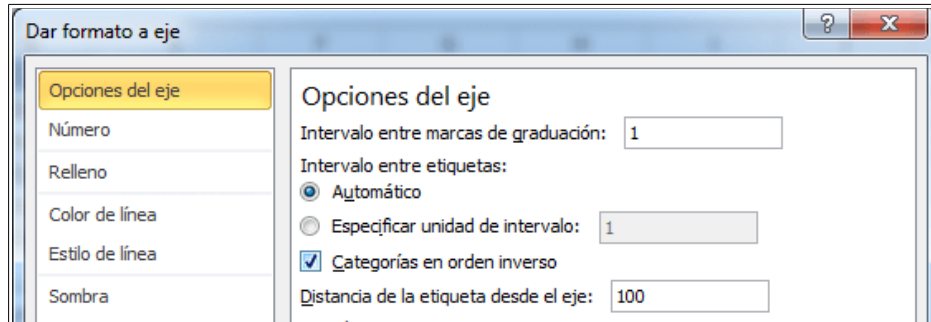 Dar formato a eje
Opciones del eje
Número
Relleno
Color de línea
Estilo de línea
Sombra
Opciones del eje
Intervalo entre marcas de graduación: 1
Intervalo entre etiquetas:
Automático
Especificar unidad de intervalo: 1
Categorías en orden inverso
Distancia de la etiqueta desde el eje: 100